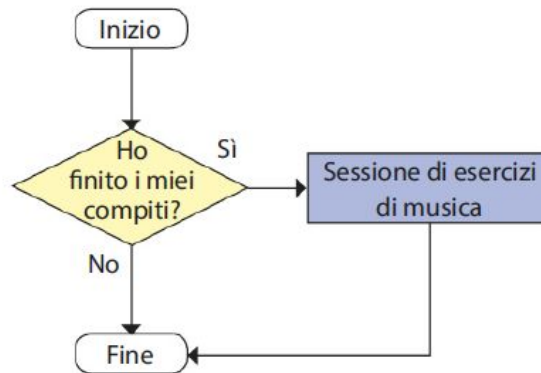 Inizio
Ho
finito i miei
compiti?
Sì
Sessione di esercizi
di musica
No
Fine